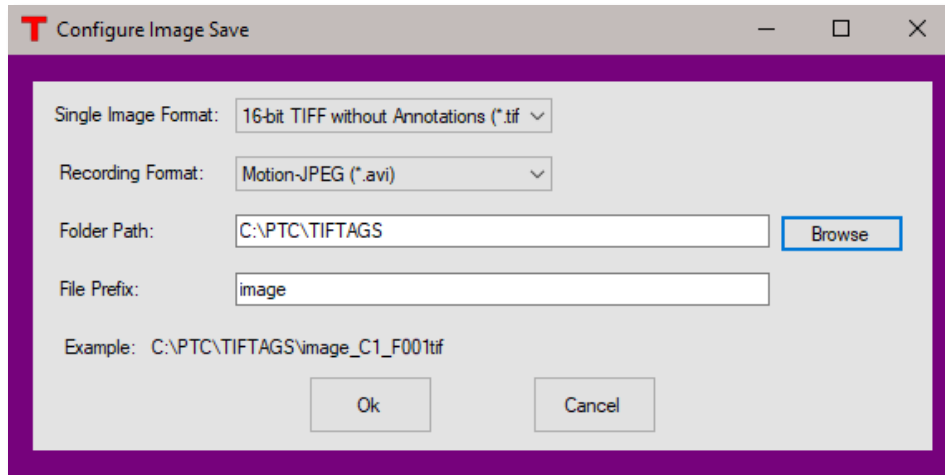 T Configure Image Save
Single Image Format: 16-bit TIFF without Annotations (*.tif
Recording Format: Motion-JPEG (*.avi)
Folder Path: C:\PTC\TIFTAGS Browse
File Prefix: image
Example: C:\PTC\TIFTAGS\image_C1_F001tif
Ok Cancel